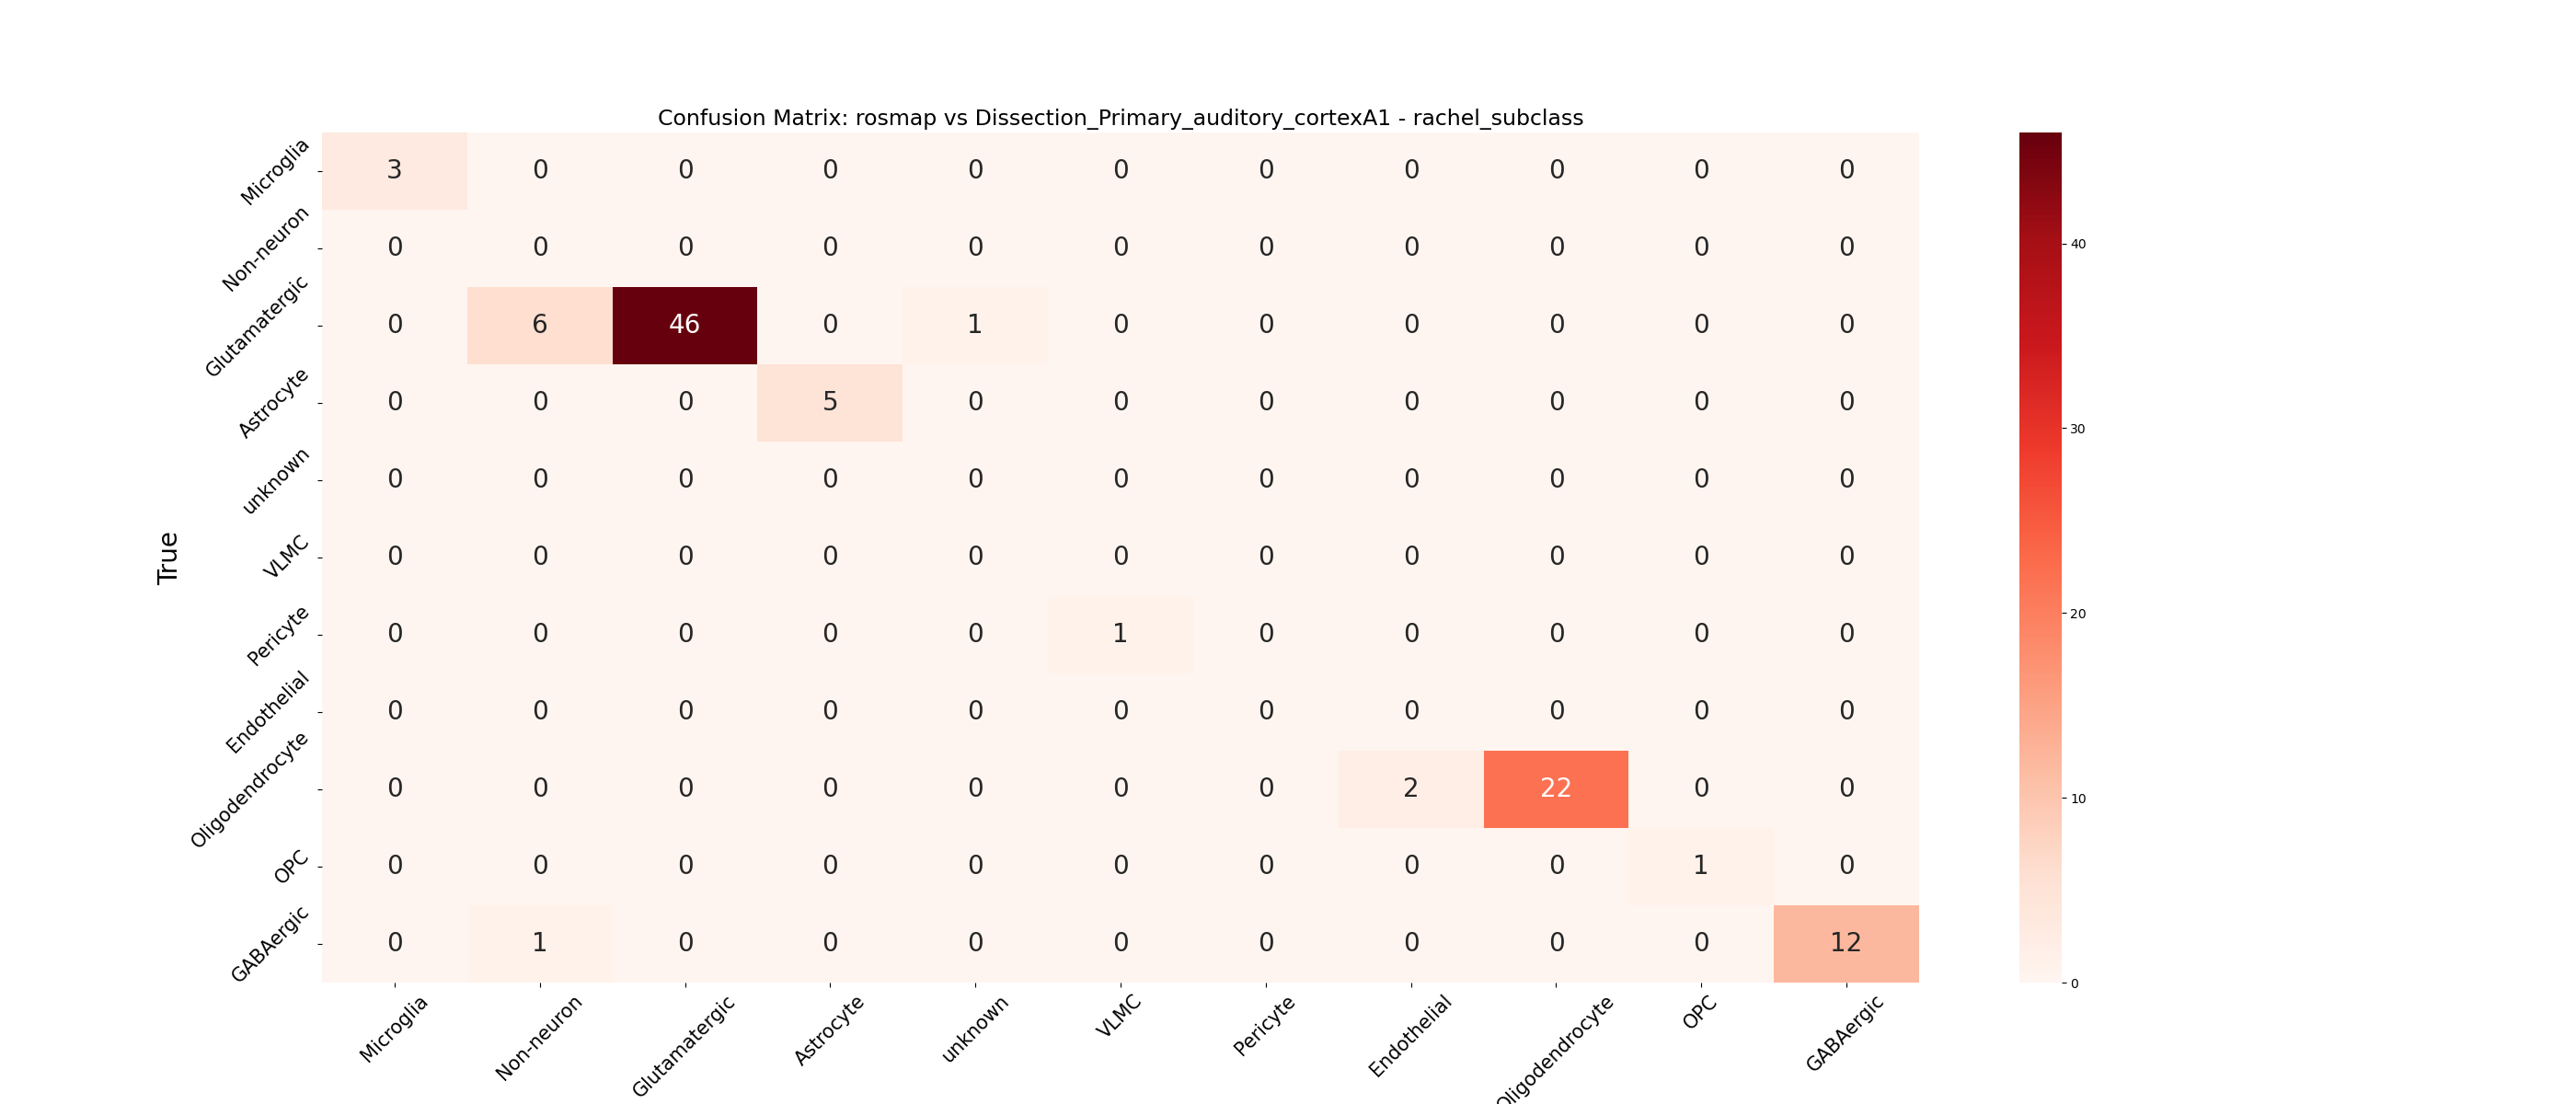 Confusion Matrix: rosmap vs Dissection_Primary_auditory_cortexA1 - rachel_subclass
True
Microglia 3 0 0 0 0 0 0 0 0 0 0
Non-neuron 0 0 0 0 0 0 0 0 0 0 0
Glutamatergic 0 6 46 0 1 0 0 0 0 0 0
Astrocyte 0 0 0 5 0 0 0 0 0 0 0
unknown 0 0 0 0 0 0 0 0 0 0 0
VLMC 0 0 0 0 0 0 0 0 0 0 0
Pericyte 0 0 0 0 0 1 0 0 0 0 0
Endothelial 0 0 0 0 0 0 0 0 0 0 0
Oligodendrocyte 0 0 0 0 0 0 0 2 22 0 0
OPC 0 0 0 0 0 0 0 0 0 1 0
GABAergic 0 1 0 0 0 0 0 0 0 0 12
Microglia Non-neuron Glutamatergic Astrocyte unknown VLMC Pericyte Endothelial Oligodendrocyte OPC GABAergic
40
30
20
10
0